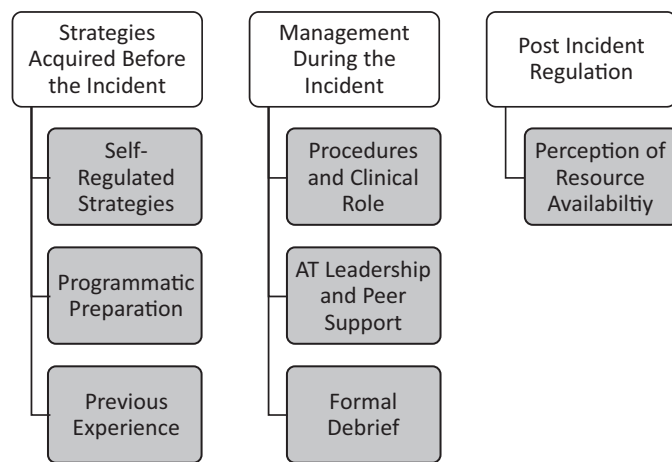 Strategies
Acquired Before
the Incident
Self-
Regulated
Strategies
Programmatic
Preparation
Previous
Experience
Management
During the
Incident
Procedures
and Clinical
Role
AT Leadership
and Peer
Support
Formal
Debrief
Post Incident
Regulation
Perception of
Resource
Availabiltiy